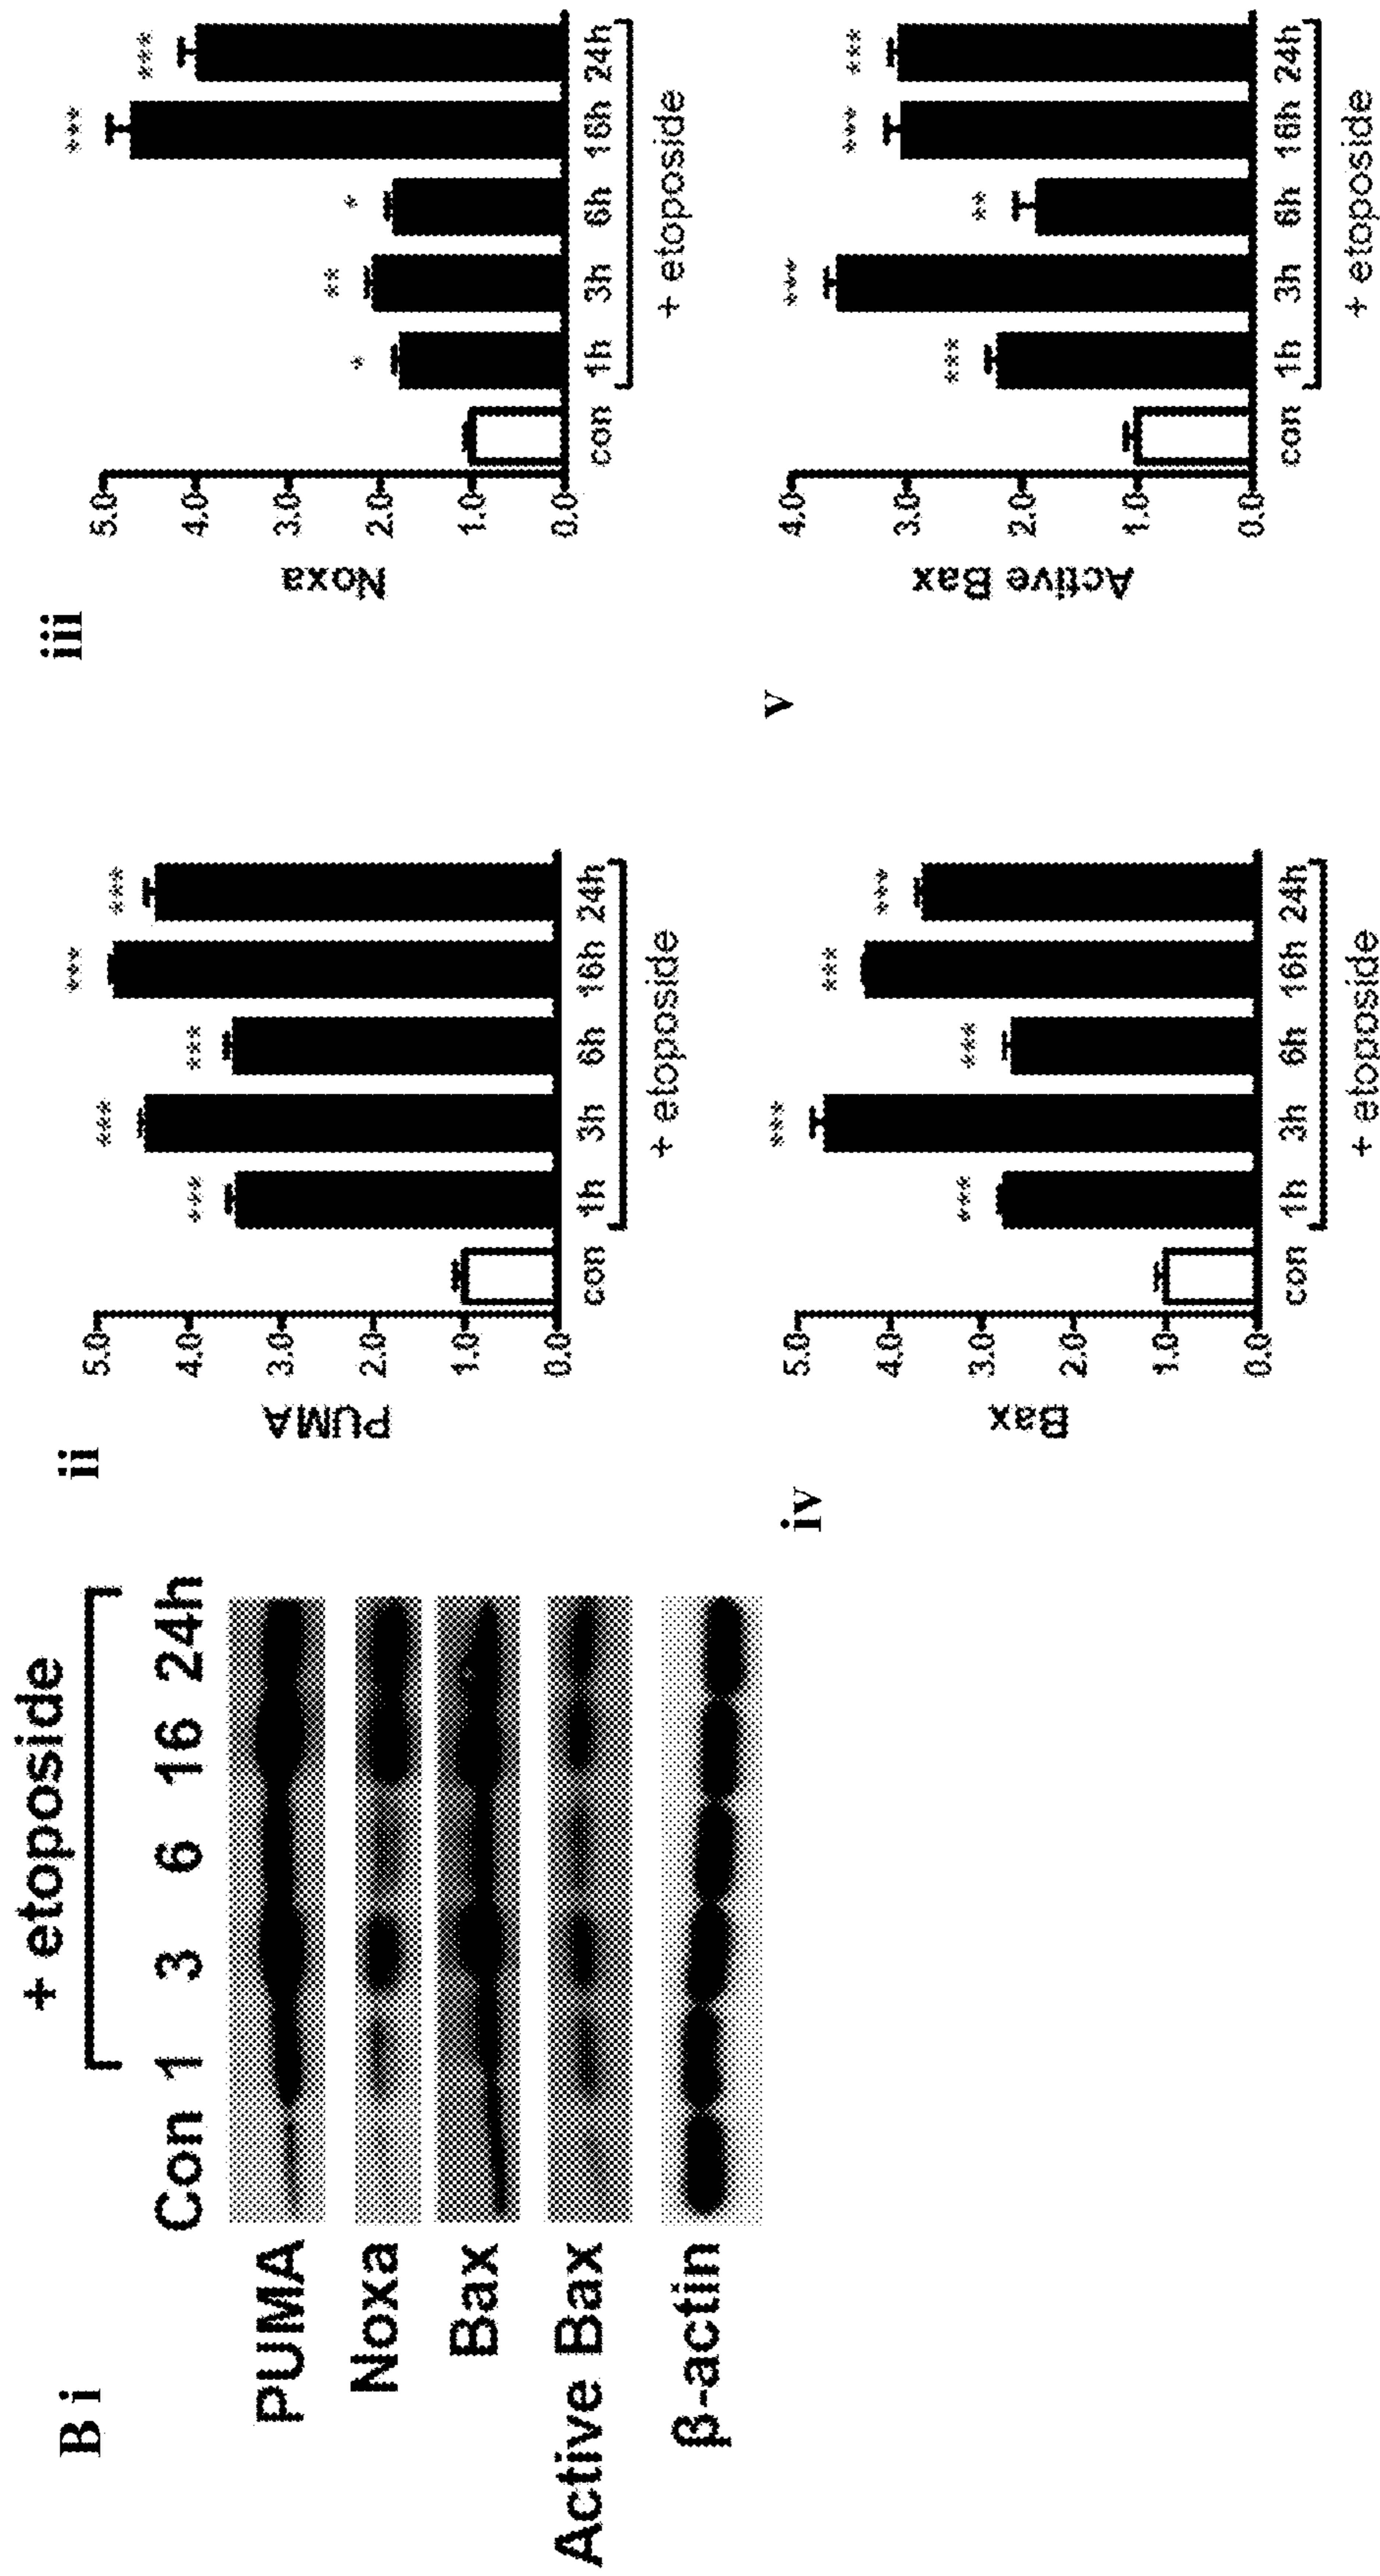 B i
+ etoposide
Con 1 3 6 16 24h
PUMA
Noxa
Bax
Active Bax
β-actin
ii
PUMA
5.0
4.0
3.0
2.0
1.0
0.0
***
***
***
***
***
con 1h 3h 6h 16h 24h
+ etoposide
iii
Noxa
5.0
4.0
3.0
2.0
1.0
0.0
*
**
*
***
***
con 1h 3h 6h 16h 24h
+ etoposide
iv
Bax
5.0
4.0
3.0
2.0
1.0
0.0
***
***
***
***
***
con 1h 3h 6h 16h 24h
+ etoposide
v
Active Bax
4.0
3.0
2.0
1.0
0.0
***
***
**
***
***
con 1h 3h 6h 16h 24h
+ etoposide